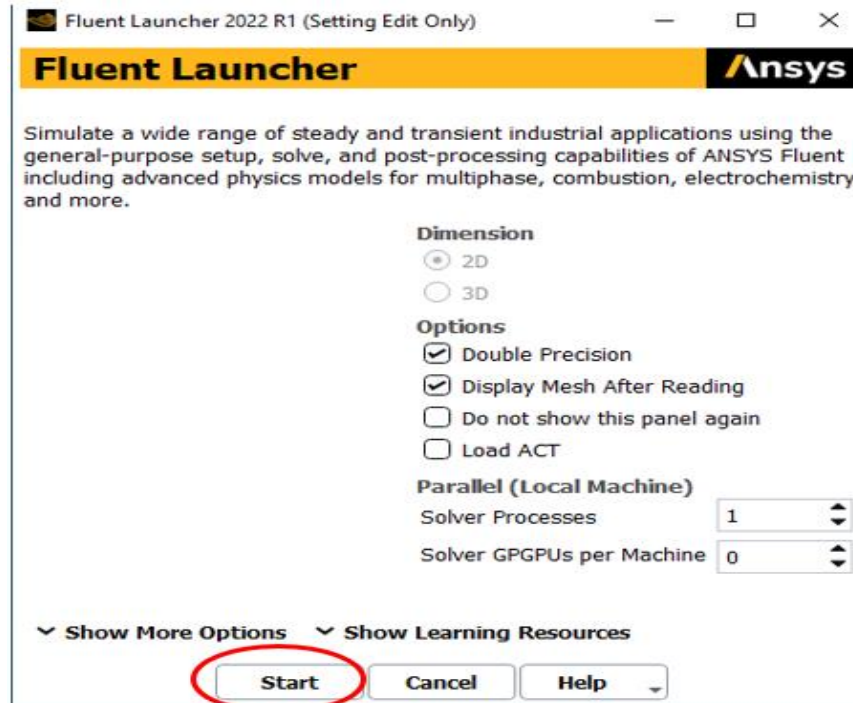 Fluent Launcher 2022 R1 (Setting Edit Only)
Fluent Launcher
Ansys
Simulate a wide range of steady and transient industrial applications using the
general-purpose setup, solve, and post-processing capabilities of ANSYS Fluent
including advanced physics models for multiphase, combustion, electrochemistry
and more.
Dimension
2D
3D
Options
Double Precision
Display Mesh After Reading
Do not show this panel again
Load ACT
Parallel (Local Machine)
Solver Processes 1
Solver GPGPUs per Machine 0
Show More Options Show Learning Resources
Start Cancel Help